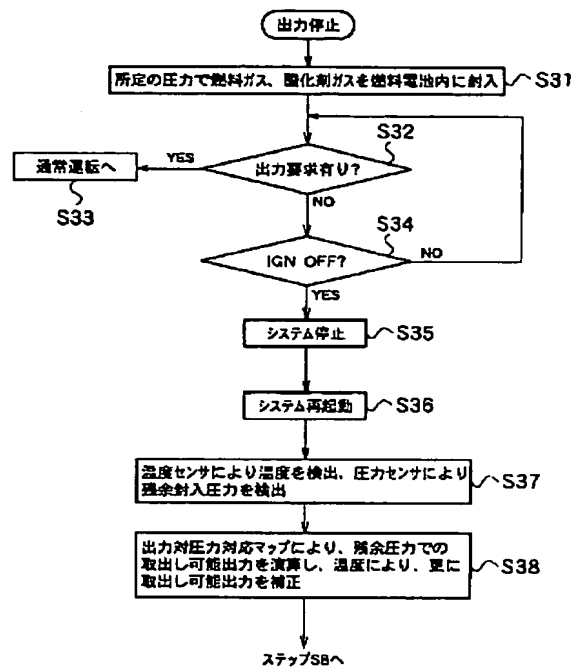 出力停止
所定の圧力で燃料ガス、酸化剤ガスを燃料電池内に封入
S31
S32
出力要求有り?
YES
通常運転へ
S33
NO
S34
IGN OFF?
NO
YES
システム停止
S35
システム再起動
S36
温度センサにより温度を検出、圧力センサにより
残余封入圧力を検出
S37
出力対圧力対応マップにより、残余圧力での
取出し可能出力を演算し、温度により、更に
取出し可能出力を補正
S38
ステップS8へ